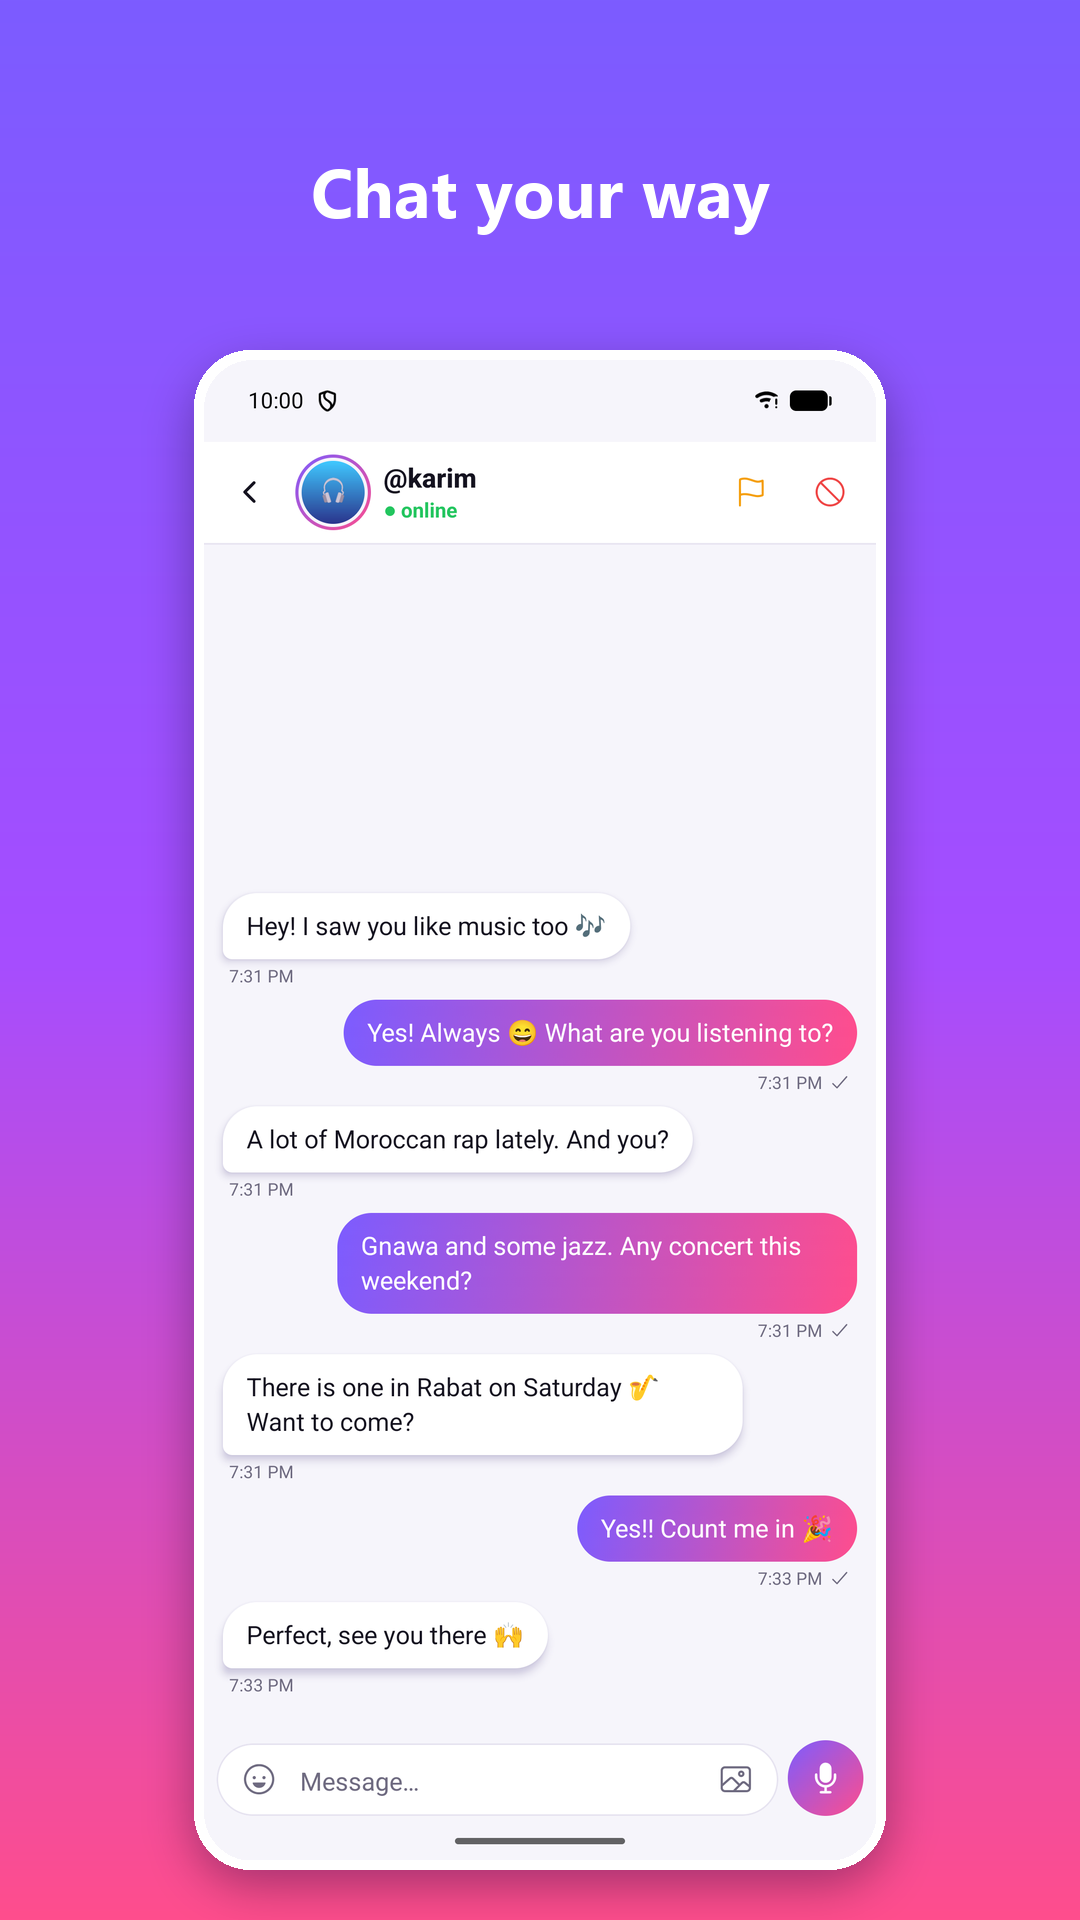 Chat your way
10:00
@karim
online
Hey! I saw you like music too 🎶
7:31 PM
Yes! Always 😄 What are you listening to?
7:31 PM ✓
A lot of Moroccan rap lately. And you?
7:31 PM
Gnawa and some jazz. Any concert this
weekend?
7:31 PM ✓
There is one in Rabat on Saturday 🎷
Want to come?
7:31 PM
Yes!! Count me in 🎉
7:33 PM ✓
Perfect, see you there 🙌
7:33 PM
Message...